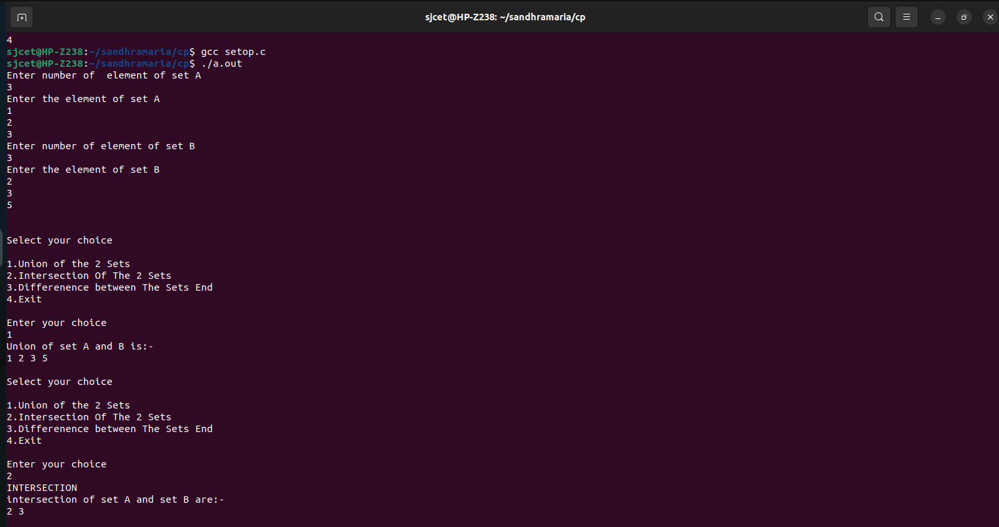 sjcet@HP-Z238: ~/sandhramaria/cp
4
sjcet@HP-Z238:~/sandhramaria/cp$ gcc setop.c
sjcet@HP-Z238:~/sandhramaria/cp$ ./a.out
Enter number of  element of set A
3
Enter the element of set A
1
2
3
Enter number of element of set B
3
Enter the element of set B
2
3
5
Select your choice
1.Union of the 2 Sets
2.Intersection Of The 2 Sets
3.Differenence between The Sets End
4.Exit
Enter your choice
1
Union of set A and B is:-
1 2 3 5
Select your choice
1.Union of the 2 Sets
2.Intersection Of The 2 Sets
3.Differenence between The Sets End
4.Exit
Enter your choice
2
INTERSECTION
intersection of set A and set B are:-
2 3